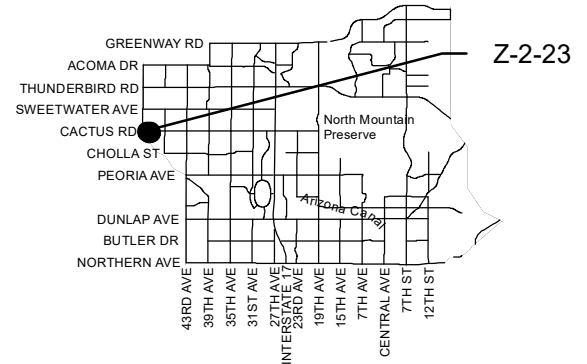 GREENWAY RD
Z-2-23
ACOMA DR
THUNDERBIRD RD
SWEETWATER AVE
CACTUS RD
North Mountain
Preserve
CHOLLA ST
PEORIA AVE
Arizona Canal
DUNLAP AVE
BUTLER DR
NORTHERN AVE
43RD AVE
39TH AVE
35TH AVE
31ST AVE
27TH AVE
INTERSTATE 17
23RD AVE
19TH AVE
15TH AVE
7TH AVE
CENTRAL AVE
7TH ST
12TH ST